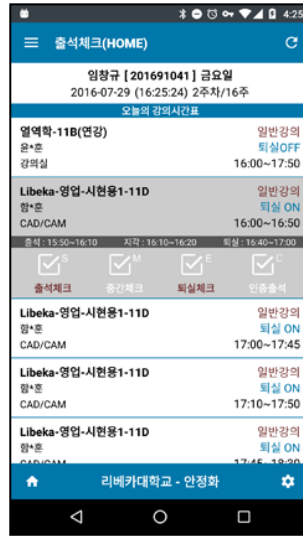 4:25
출석체크(HOME)
임창규 [201691041] 금요일
2016-07-29 (16:25:24) 2주차/16주
오늘의 강의시간표
열역학-11B(연강) 일반강의
윤*훈 퇴실OFF
강의실 16:00~17:50
Libeka-영업-시현용1-11D 일반강의
함*훈 퇴실 ON
CAD/CAM 16:00~16:50
출석 : 15:50~16:10 지각 : 16:10~16:20 퇴실 : 16:40~17:00
S M E C
출석체크 중간체크 퇴실체크 인증출석
Libeka-영업-시현용1-11D 일반강의
함*훈 퇴실 ON
CAD/CAM 17:00~17:45
Libeka-영업-시현용1-11D 일반강의
함*훈 퇴실 ON
CAD/CAM 17:10~17:50
Libeka-영업-시현용1-11D 일반강의
함*훈 퇴실 ON
CAD/CAM 17:45~18:30
리베카대학교 - 안정화